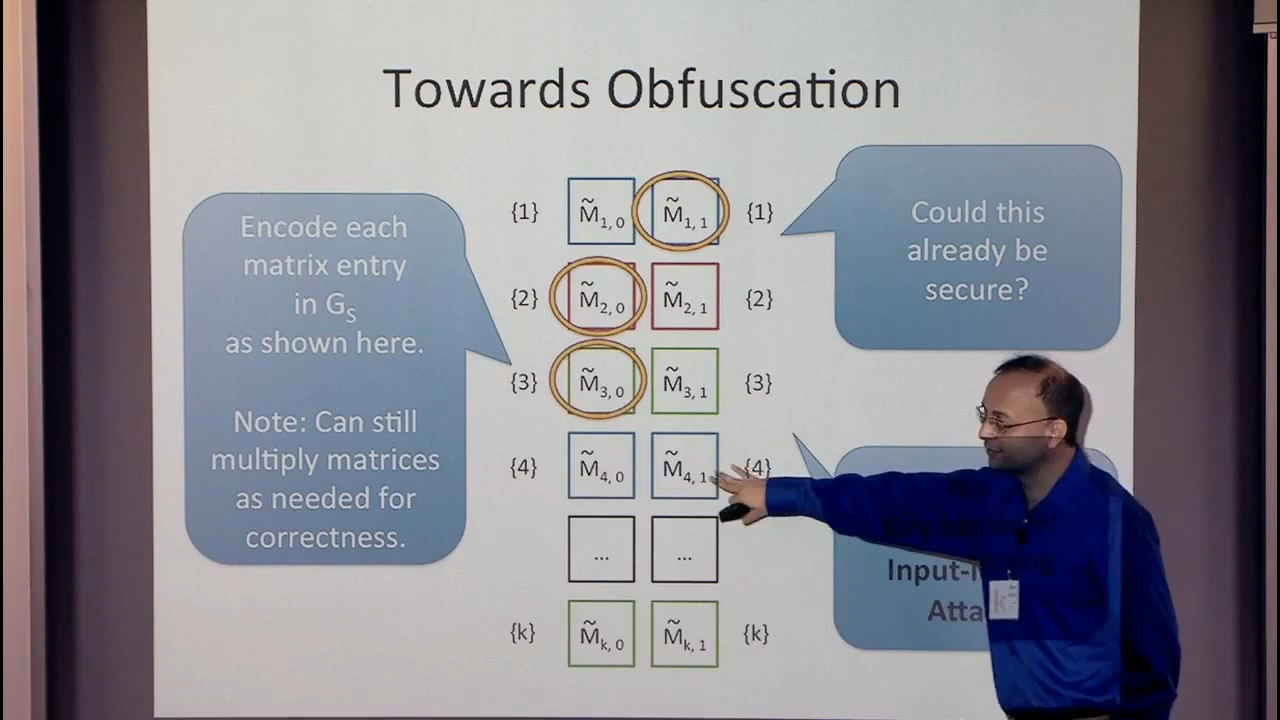 Towards Obfuscation
Encode each
matrix entry
in G_S
as shown here.
Note: Can still
multiply matrices
as needed for
correctness.
{1} M̃_{1, 0} M̃_{1, 1} {1}
{2} M̃_{2, 0} M̃_{2, 1} {2}
{3} M̃_{3, 0} M̃_{3, 1} {3}
{4} M̃_{4, 0} M̃_{4, 1} {4}
... ...
{k} M̃_{k, 0} M̃_{k, 1} {k}
Could this
already be
secure?
Input-